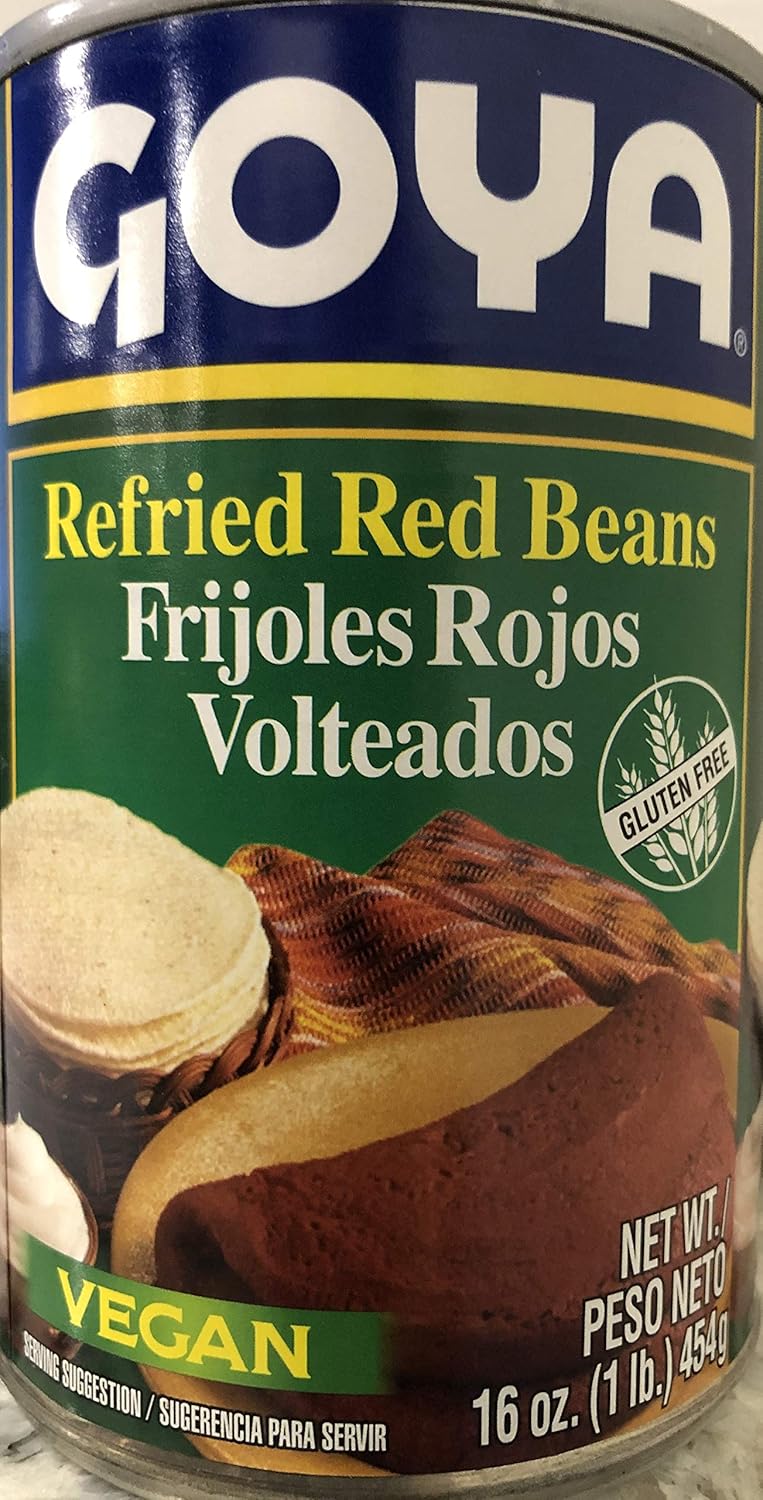 GOYA®
Refried Red Beans
Frijoles Rojos
Volteados
GLUTEN FREE
NET WT./
PESO NETO
16 oz. (1 lb.) 454g
VEGAN
SERVING SUGGESTION / SUGERENCIA PARA SERVIR